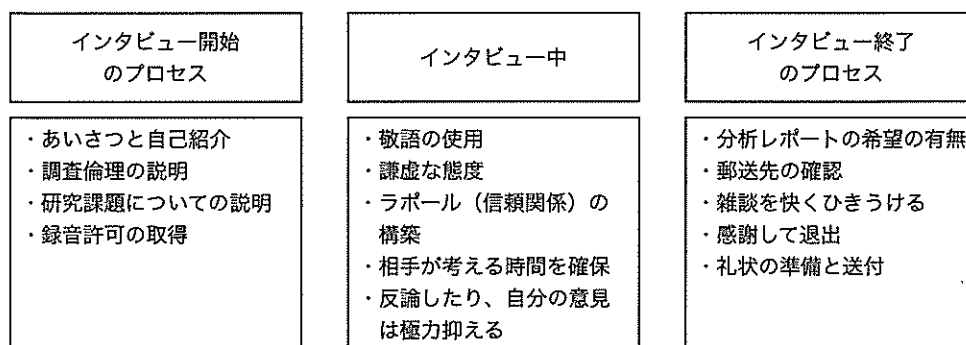 インタビュー開始
のプロセス
・あいさつと自己紹介
・調査倫理の説明
・研究課題についての説明
・録音許可の取得
インタビュー中
・敬語の使用
・謙虚な態度
・ラポール（信頼関係）の
構築
・相手が考える時間を確保
・反論したり、自分の意見
は極力抑える
インタビュー終了
のプロセス
・分析レポートの希望の有無
・郵送先の確認
・雑談を快くひきうける
・感謝して退出
・礼状の準備と送付